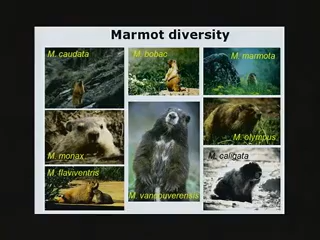 Marmot diversity
M. caudata
M. bobac
M. marmota
M. monax
M. olympus
M. flaviventris
M. vancouverensis
M. caligata